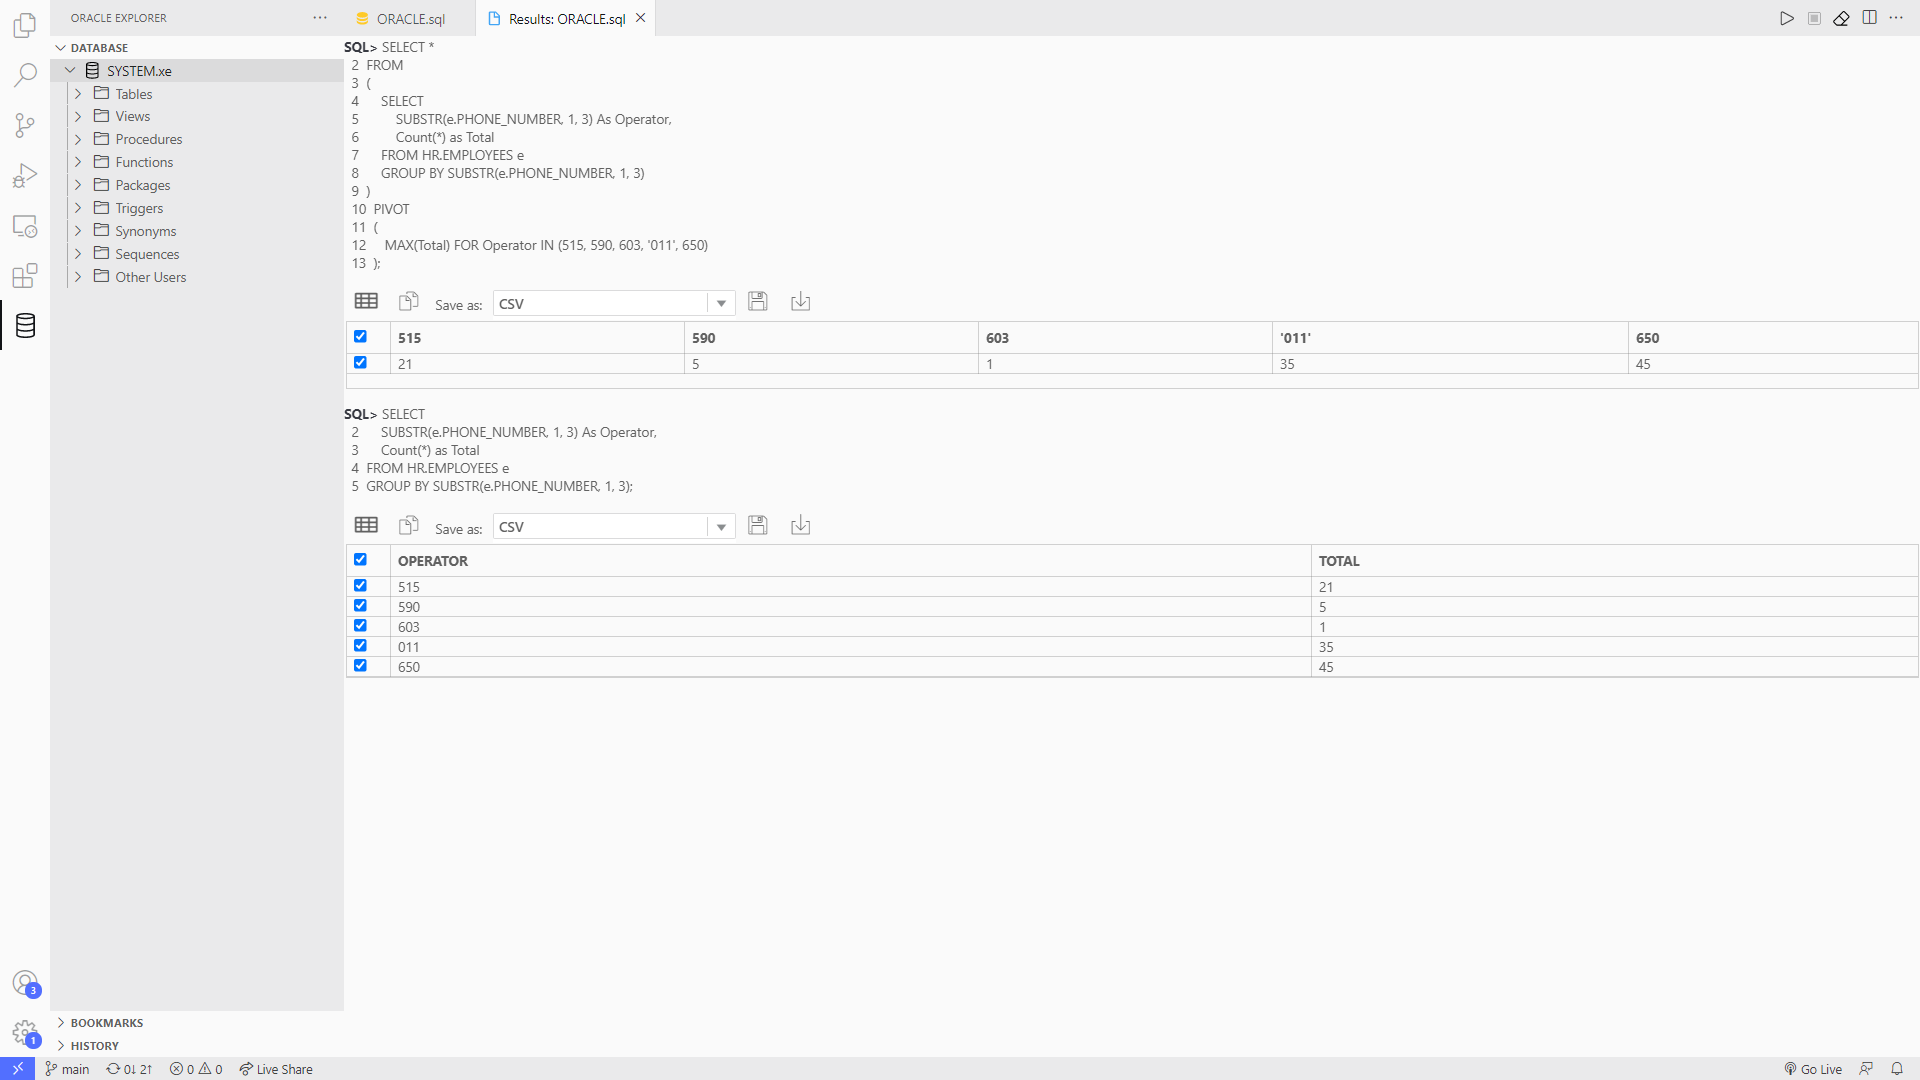 ORACLE EXPLORER
DATABASE
SYSTEM.xe
Tables
Views
Procedures
Functions
Packages
Triggers
Synonyms
Sequences
Other Users
BOOKMARKS
HISTORY
3
1
ORACLE.sql
Results: ORACLE.sql
SQL> SELECT *
2 FROM
3 (
4 SELECT
5 SUBSTR(e.PHONE_NUMBER, 1, 3) As Operator,
6 Count(*) as Total
7 FROM HR.EMPLOYEES e
8 GROUP BY SUBSTR(e.PHONE_NUMBER, 1, 3)
9 )
10 PIVOT
11 (
12 MAX(Total) FOR Operator IN (515, 590, 603, '011', 650)
13 );
Save as: CSV
515 590 603 '011' 650
21 5 1 35 45
SQL> SELECT
2 SUBSTR(e.PHONE_NUMBER, 1, 3) As Operator,
3 Count(*) as Total
4 FROM HR.EMPLOYEES e
5 GROUP BY SUBSTR(e.PHONE_NUMBER, 1, 3);
Save as: CSV
OPERATOR TOTAL
515 21
590 5
603 1
011 35
650 45
main 0↓ 2↑ 0 0 Live Share Go Live